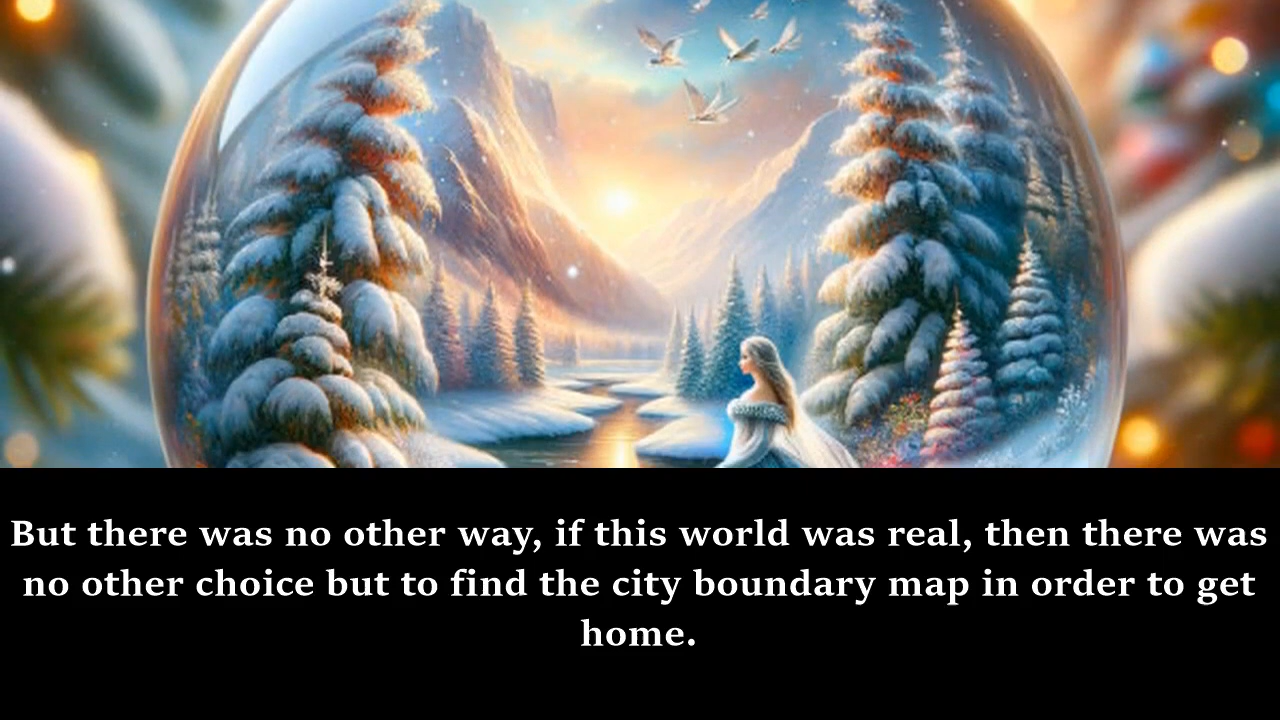 But there was no other way, if this world was real, then there was
no other choice but to find the city boundary map in order to get
home.